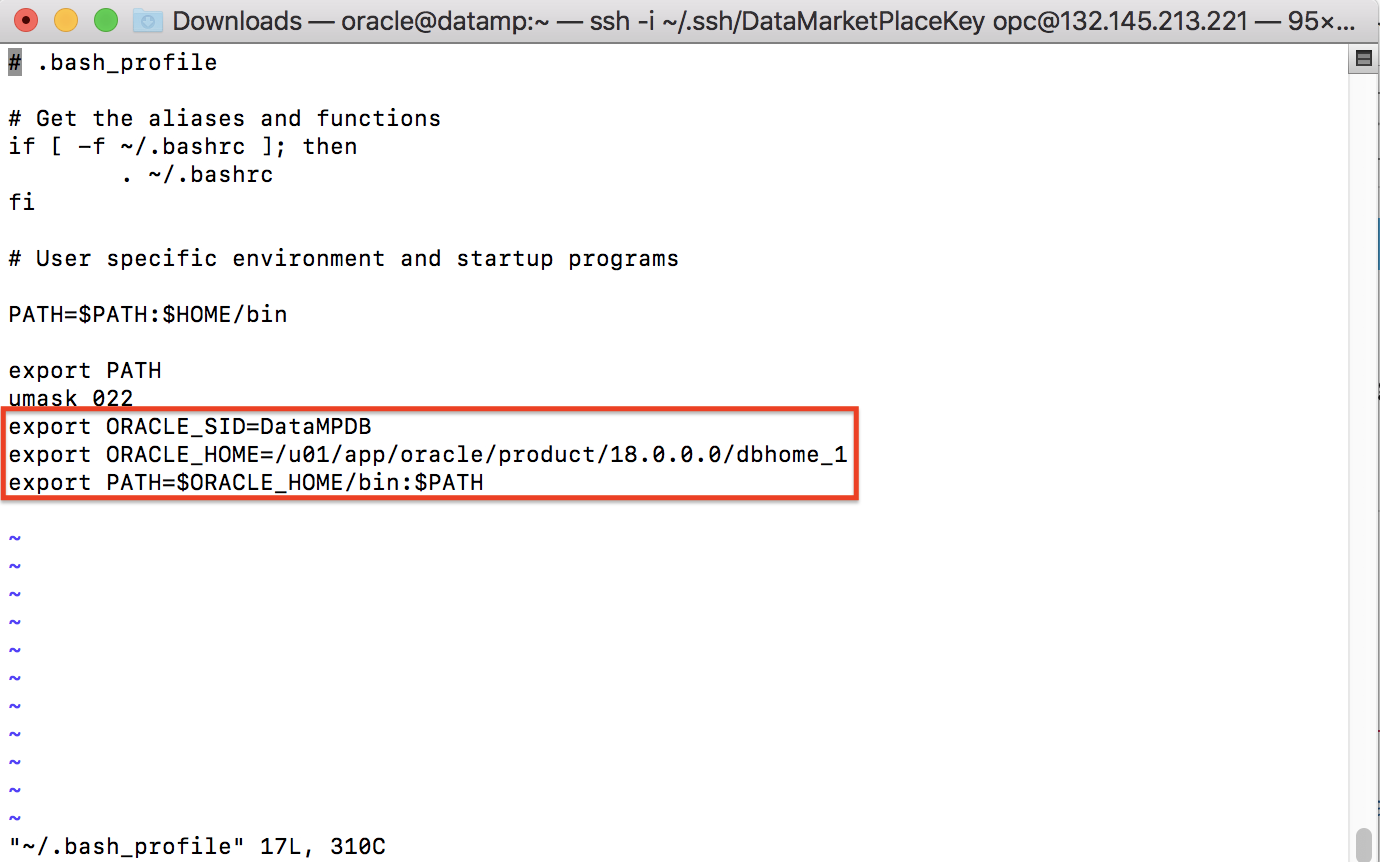 Downloads — oracle@datamp:~ — ssh -i ~/.ssh/DataMarketPlaceKey opc@132.145.213.221 — 95×...
# .bash_profile
# Get the aliases and functions
if [ -f ~/.bashrc ]; then
        . ~/.bashrc
fi
# User specific environment and startup programs
PATH=$PATH:$HOME/bin
export PATH
umask 022
export ORACLE_SID=DataMPDB
export ORACLE_HOME=/u01/app/oracle/product/18.0.0.0/dbhome_1
export PATH=$ORACLE_HOME/bin:$PATH
~
~
~
~
~
~
~
~
~
~
~
"~/.bash_profile" 17L, 310C